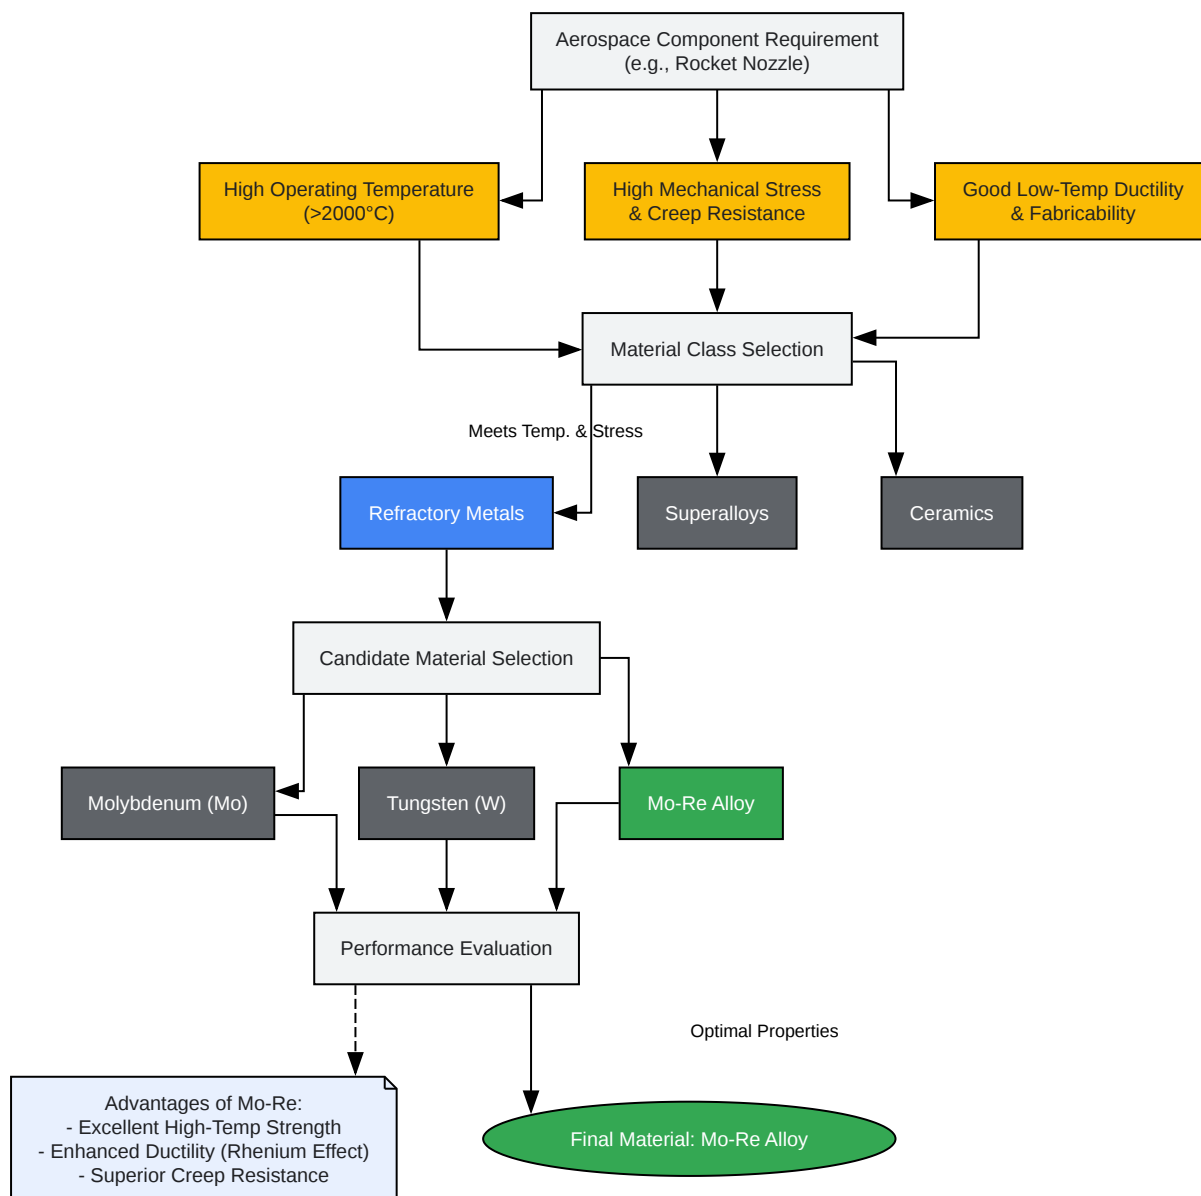 Aerospace Component Requirement
(e.g., Rocket Nozzle)
High Operating Temperature
(>2000°C)
High Mechanical Stress
& Creep Resistance
Good Low-Temp Ductility
& Fabricability
Material Class Selection
Meets Temp. & Stress
Refractory Metals
Superalloys
Ceramics
Candidate Material Selection
Molybdenum (Mo)
Tungsten (W)
Mo-Re Alloy
Performance Evaluation
Optimal Properties
Advantages of Mo-Re:
- Excellent High-Temp Strength
- Enhanced Ductility (Rhenium Effect)
- Superior Creep Resistance
Final Material: Mo-Re Alloy